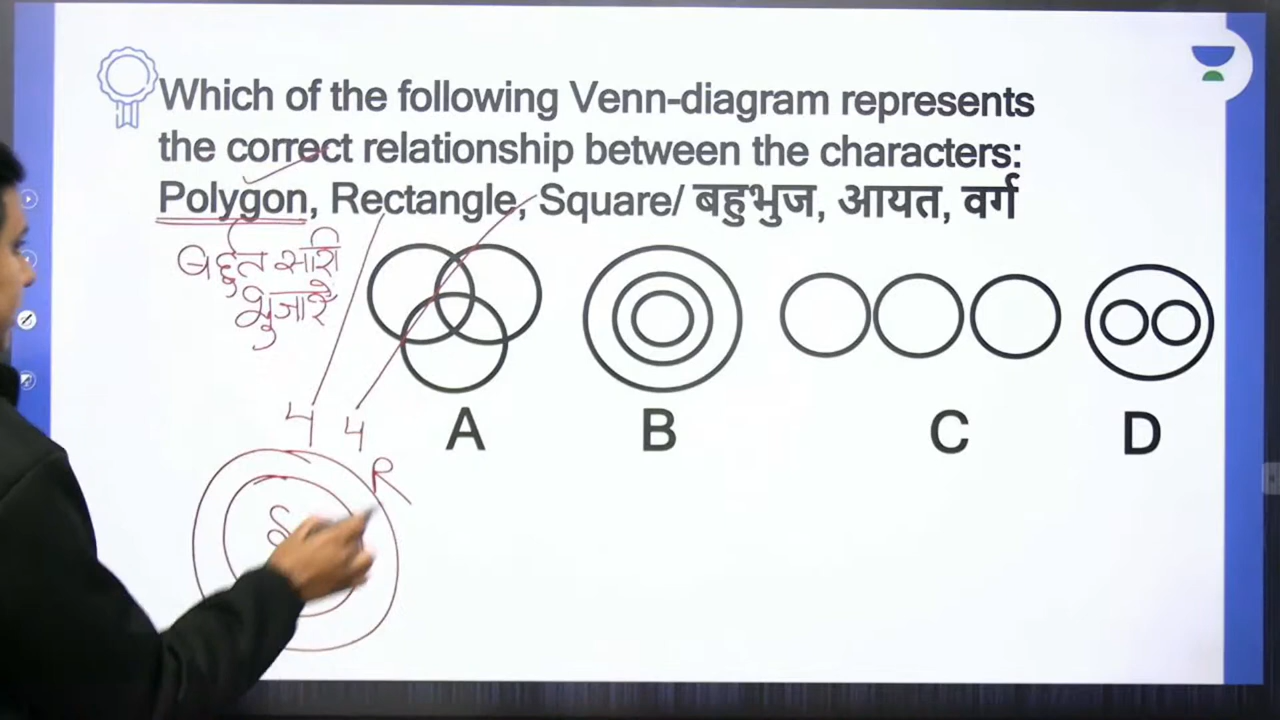 Which of the following Venn-diagram represents
the correct relationship between the characters:
Polygon, Rectangle, Square/ बहुभुज, आयत, वर्ग
बहुत सारी
भुजाएँ
4 4
A B C D
R
S